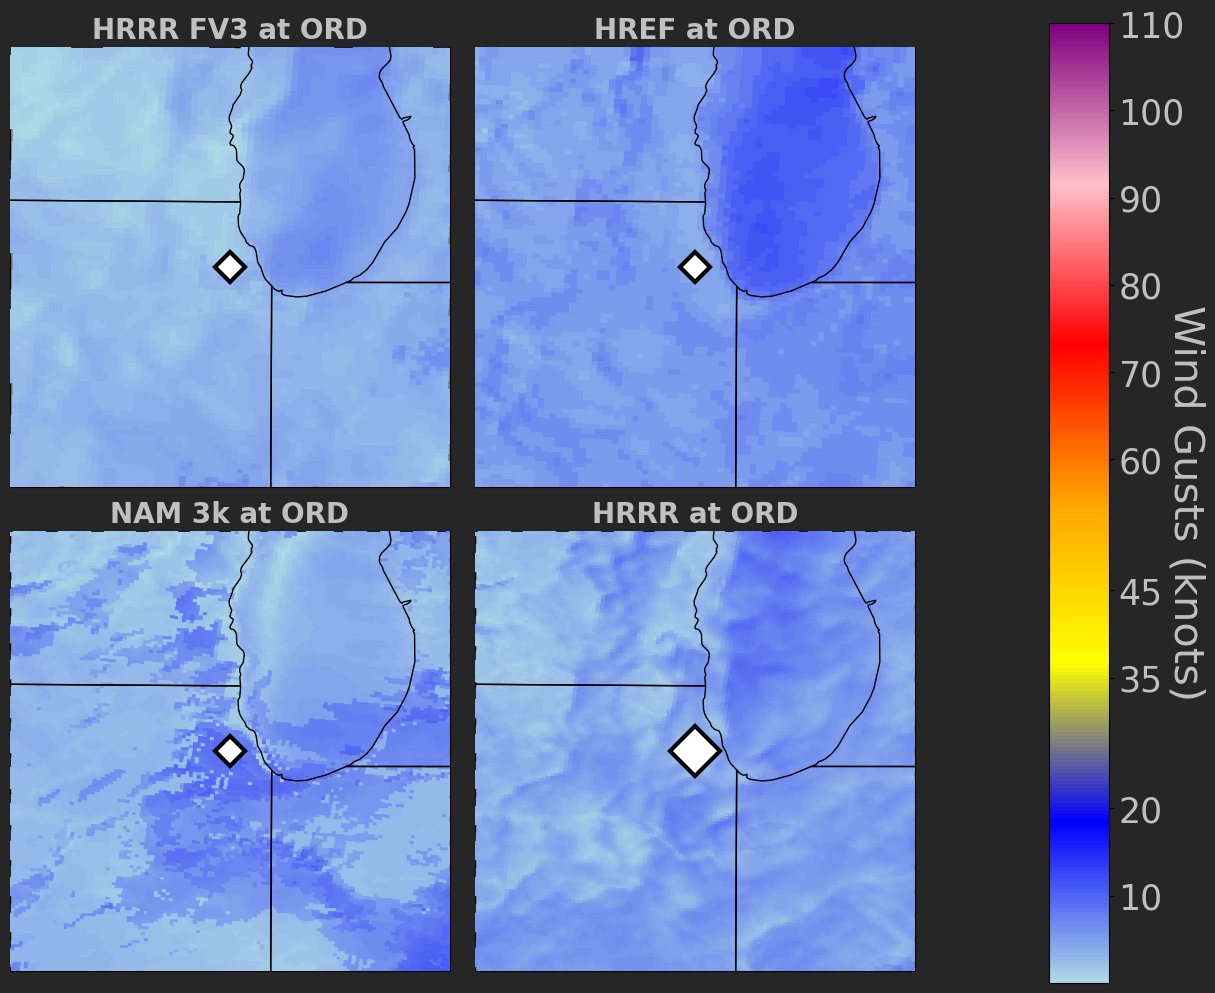 HRRR FV3 at ORD
HREF at ORD
NAM 3k at ORD
HRRR at ORD
110
100
90
80
70
60
45
35
20
10
Wind Gusts (knots)